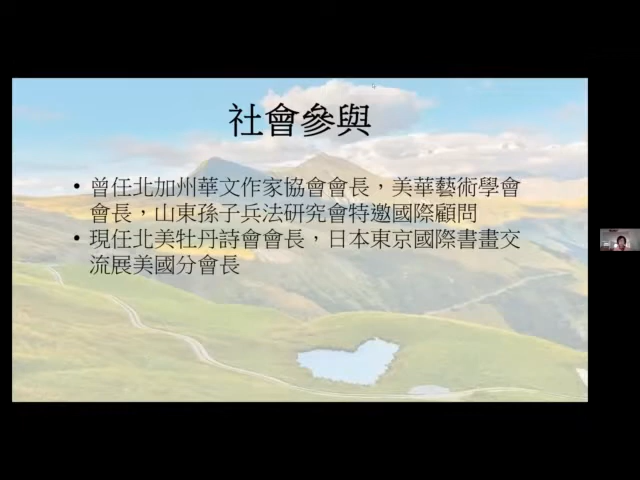 社會參與
• 曾任北加州華文作家協會會長，美華藝術學會
會長，山東孫子兵法研究會特邀國際顧問
• 現任北美牡丹詩會會長，日本東京國際書畫交
流展美國分會長